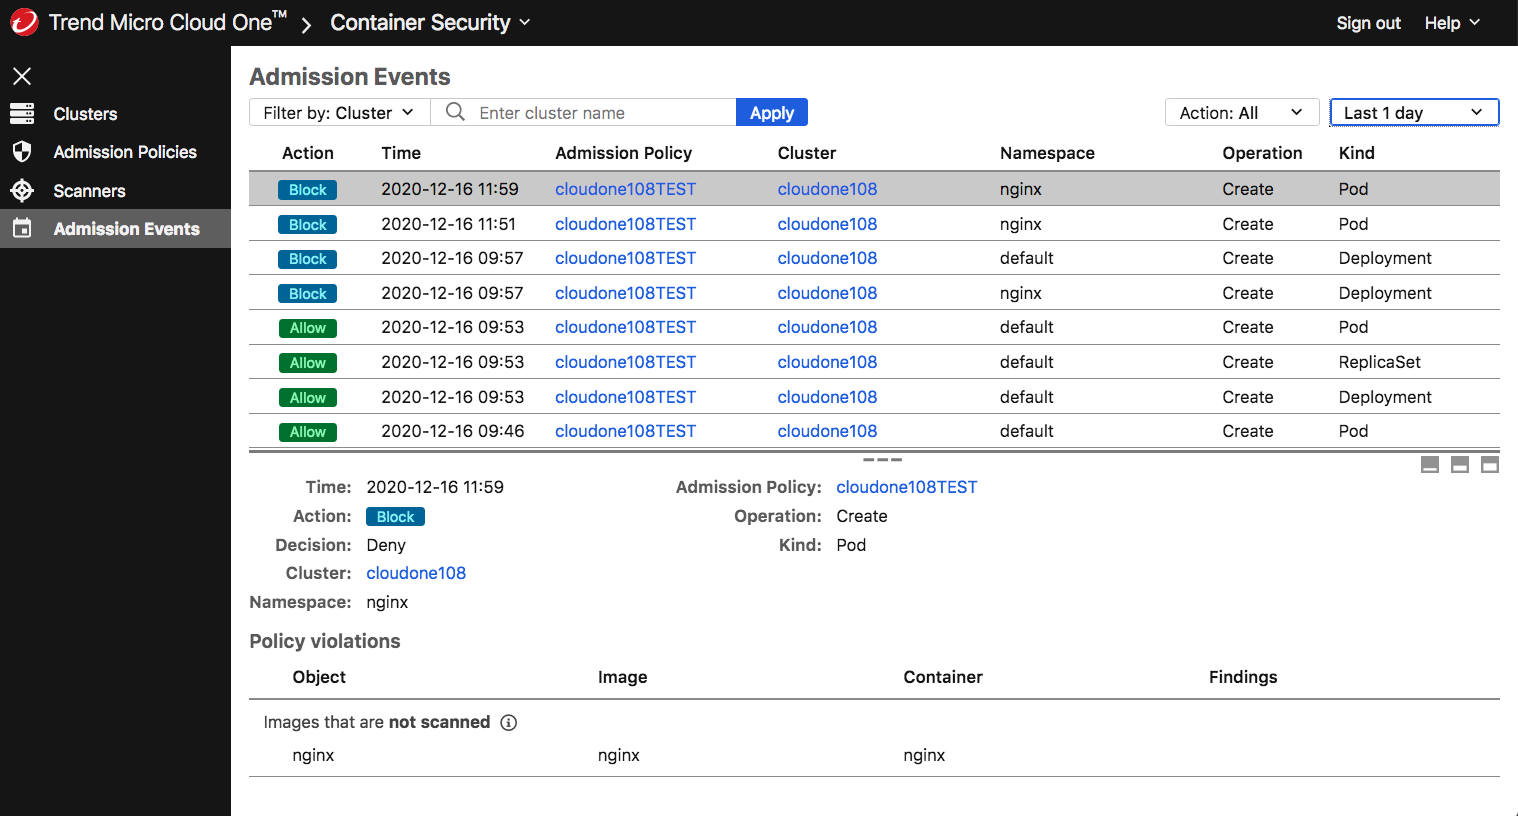 Trend Micro Cloud One™ Container Security Sign out Help
Admission Events
Clusters
Admission Policies
Scanners
Admission Events
Filter by: Cluster Enter cluster name Apply Action: All Last 1 day
Action Time Admission Policy Cluster Namespace Operation Kind
Block 2020-12-16 11:59 cloudone108TEST cloudone108 nginx Create Pod
Block 2020-12-16 11:51 cloudone108TEST cloudone108 nginx Create Pod
Block 2020-12-16 09:57 cloudone108TEST cloudone108 default Create Deployment
Block 2020-12-16 09:57 cloudone108TEST cloudone108 nginx Create Deployment
Allow 2020-12-16 09:53 cloudone108TEST cloudone108 default Create Pod
Allow 2020-12-16 09:53 cloudone108TEST cloudone108 default Create ReplicaSet
Allow 2020-12-16 09:53 cloudone108TEST cloudone108 default Create Deployment
Allow 2020-12-16 09:46 cloudone108TEST cloudone108 default Create Pod
Time: 2020-12-16 11:59 Admission Policy: cloudone108TEST
Action: Block Operation: Create
Decision: Deny Kind: Pod
Cluster: cloudone108
Namespace: nginx
Policy violations
Object Image Container Findings
Images that are not scanned
nginx nginx nginx